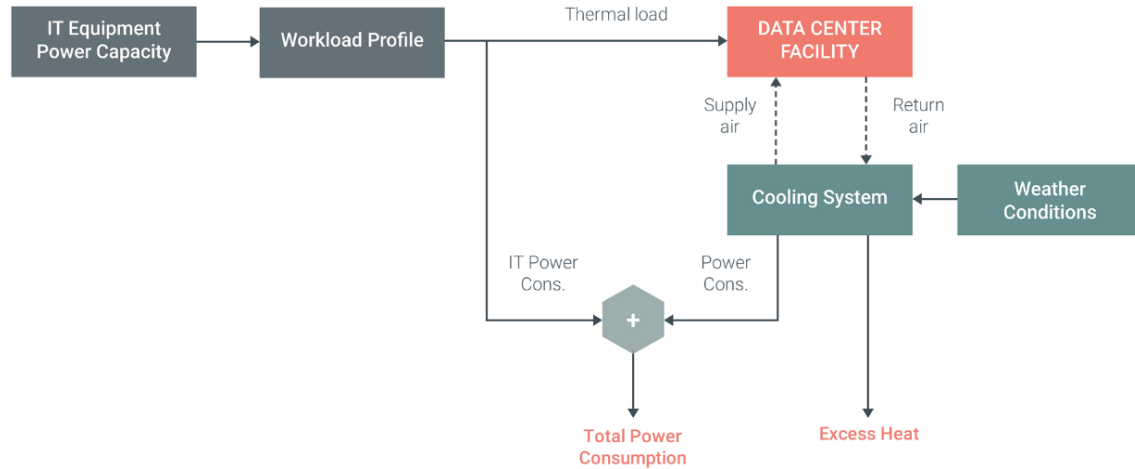 IT Equipment
Power Capacity
Workload Profile
Thermal load
DATA CENTER
FACILITY
Supply
air
Return
air
Cooling System
Weather
Conditions
IT Power
Cons.
Power
Cons.
+
Total Power
Consumption
Excess Heat